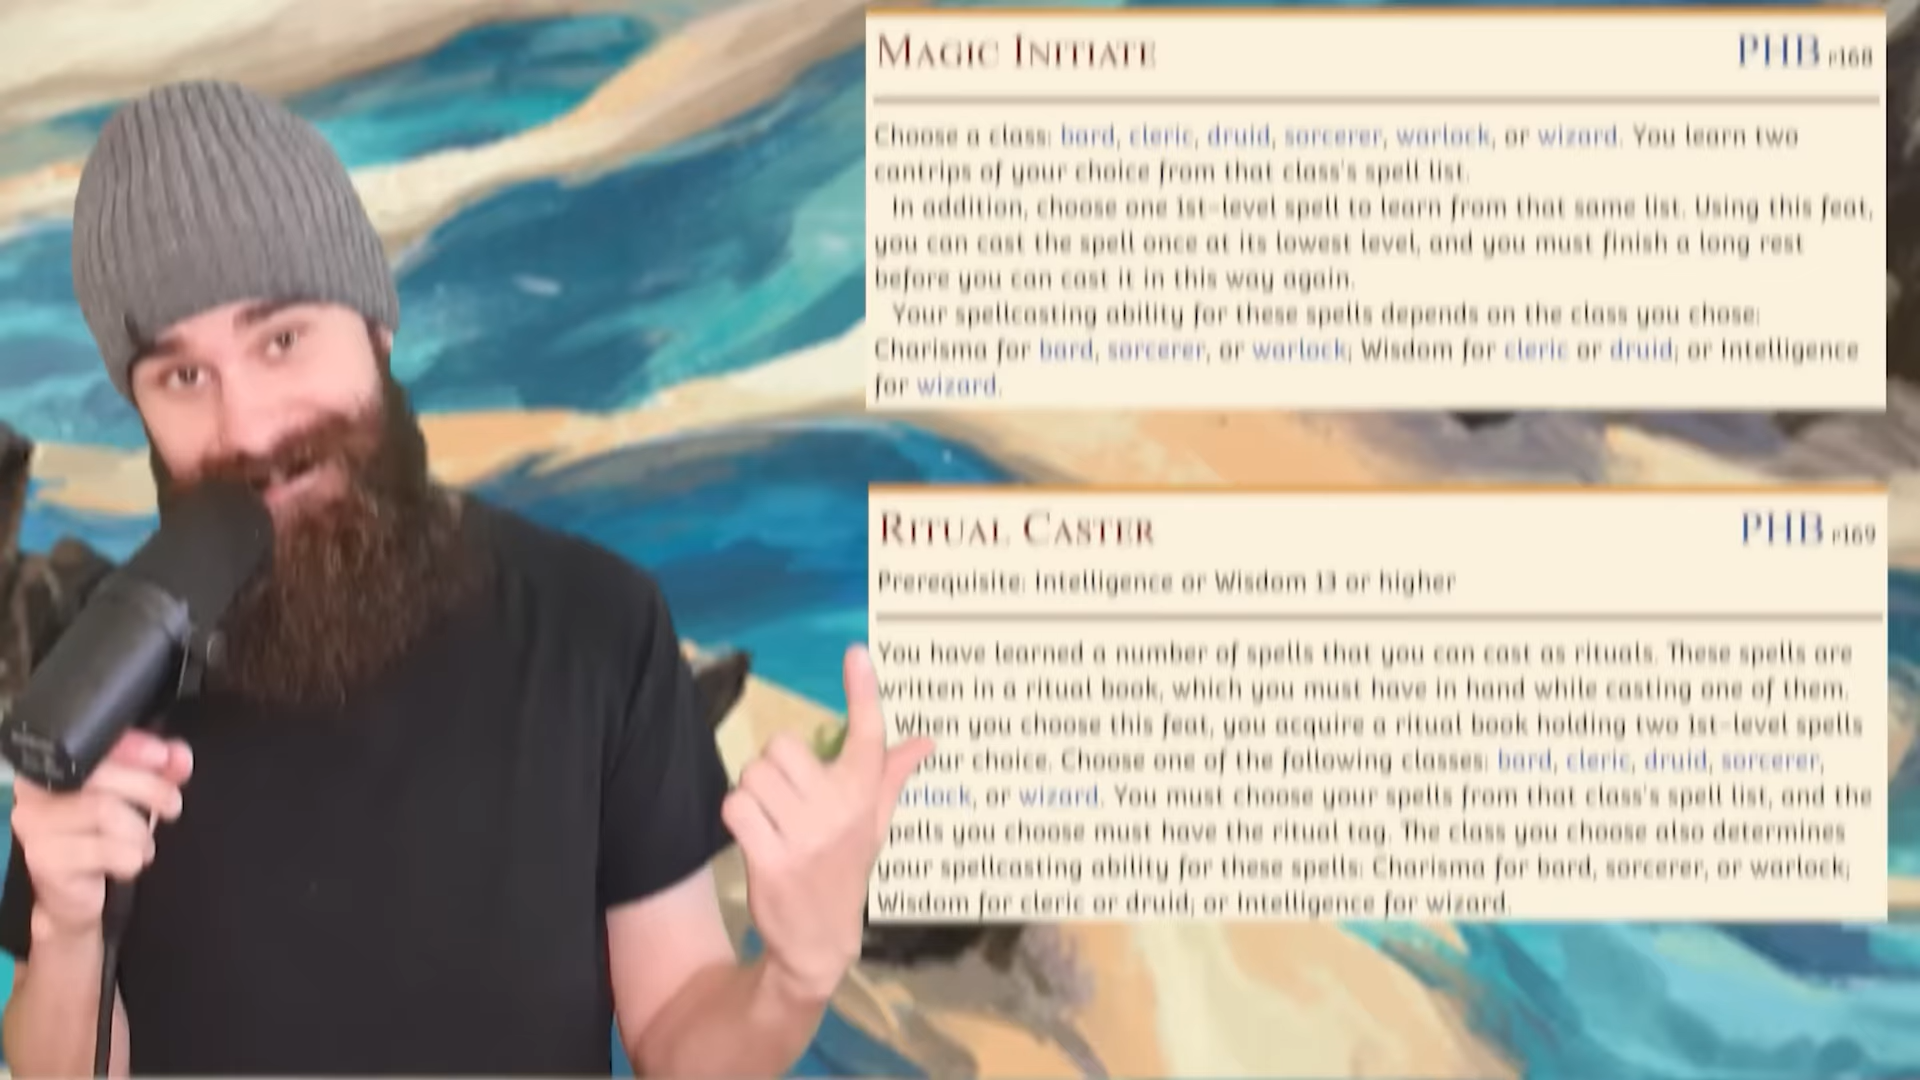 MAGIC INITIATE PHB P168
Choose a class: bard, cleric, druid, sorcerer, warlock, or wizard. You learn two
cantrips of your choice from that class's spell list.
In addition, choose one 1st-level spell to learn from that same list. Using this feat,
you can cast the spell once at its lowest level, and you must finish a long rest
before you can cast it in this way again.
Your spellcasting ability for these spells depends on the class you chose:
Charisma for bard, sorcerer, or warlock; Wisdom for cleric or druid; or Intelligence
for wizard.
RITUAL CASTER PHB P169
Prerequisite: Intelligence or Wisdom 13 or higher
You have learned a number of spells that you can cast as rituals. These spells are
written in a ritual book, which you must have in hand while casting one of them.
When you choose this feat, you acquire a ritual book holding two 1st-level spells
your choice. Choose one of the following classes: bard, cleric, druid, sorcerer,
arlock, or wizard. You must choose your spells from that class's spell list, and the
pells you choose must have the ritual tag. The class you choose also determines
your spellcasting ability for these spells: Charisma for bard, sorcerer, or warlock;
Wisdom for cleric or druid; or Intelligence for wizard.